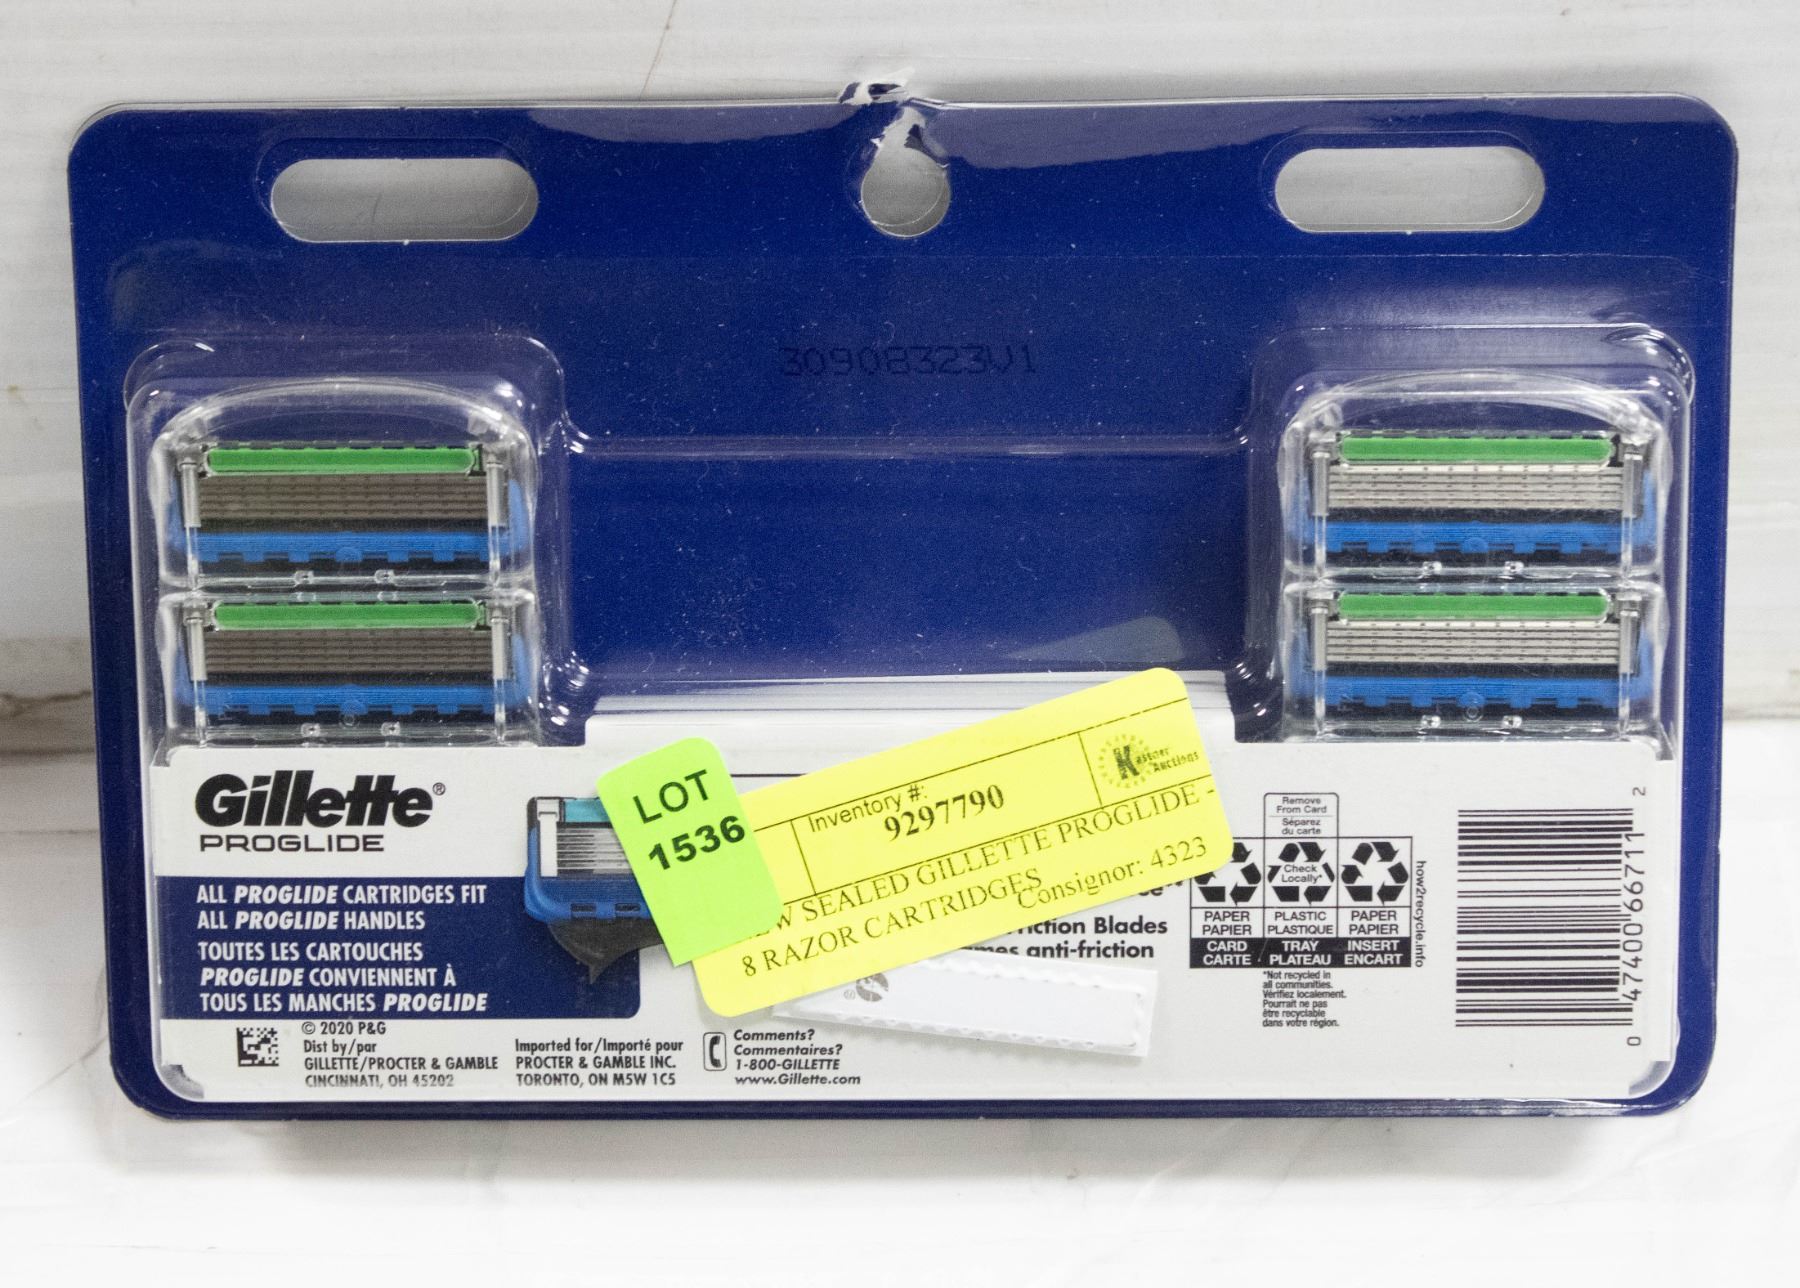 30908323V1
Gillette®
PROGLIDE
ALL PROGLIDE CARTRIDGES FIT
ALL PROGLIDE HANDLES
TOUTES LES CARTOUCHES
PROGLIDE CONVIENNENT À
TOUS LES MANCHES PROGLIDE
© 2020 P&G
Dist by/par
GILLETTE/PROCTER & GAMBLE
CINCINNATI, OH 45202
Imported for/Importé pour
PROCTER & GAMBLE INC.
TORONTO, ON M5W 1C5
Comments?
Commentaires?
1-800-GILLETTE
www.Gillette.com
LOT
1536
Inventory #:
9297790
Kastner
Auctions
SEALED GILLETTE PROGLIDE -
8 RAZOR CARTRIDGES
Consignor: 4323
Blades
anti-friction
Remove
From Card
Séparez
du carte
Check
Locally*
PAPER
PAPIER
CARD
CARTE
PLASTIC
PLASTIQUE
TRAY
PLATEAU
PAPER
PAPIER
INSERT
ENCART
how2recycle.info
*Not recycled in
all communities.
Vérifiez localement.
Pourrait ne pas
être recyclable
dans votre région.
0 47400 66711 2